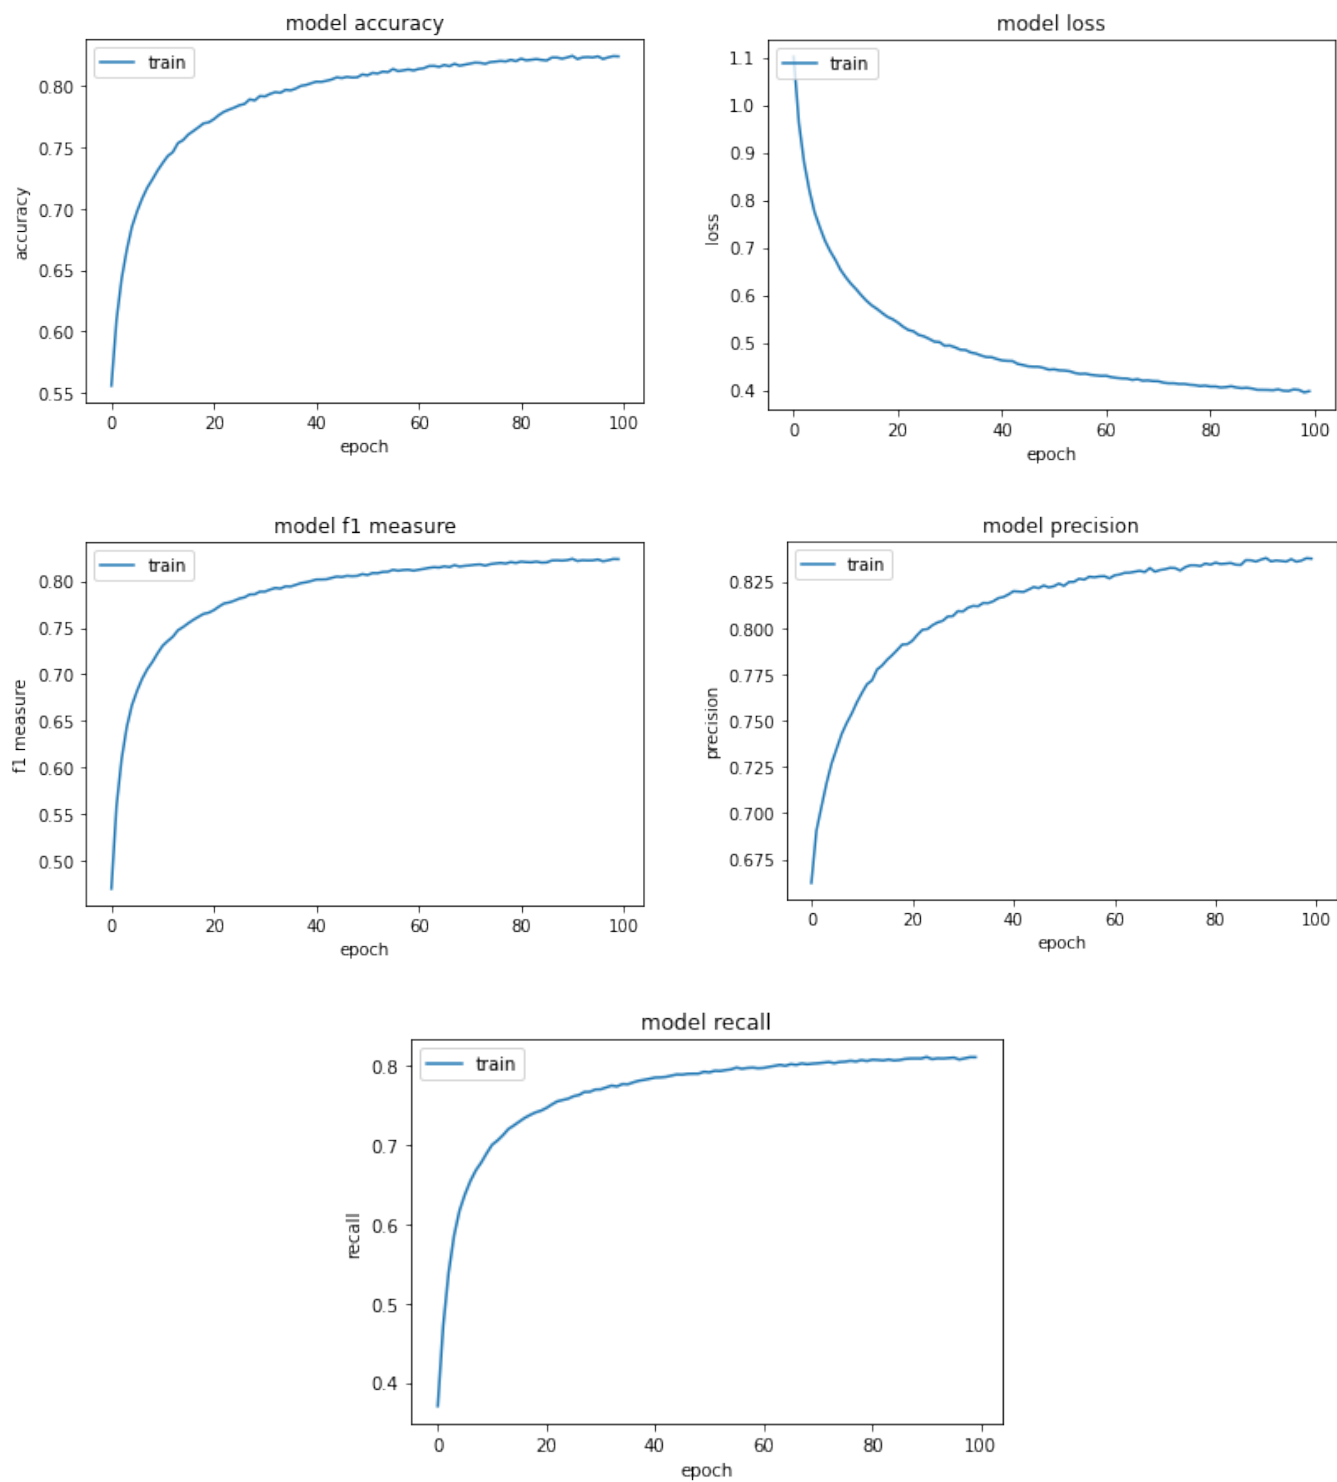 model accuracy
train
0.80
0.75
0.70
0.65
0.60
0.55
accuracy
0 20 40 60 80 100
epoch
model loss
train
1.1
1.0
0.9
0.8
0.7
0.6
0.5
0.4
loss
0 20 40 60 80 100
epoch
model f1 measure
train
0.80
0.75
0.70
0.65
0.60
0.55
0.50
f1 measure
0 20 40 60 80 100
epoch
model precision
train
0.825
0.800
0.775
0.750
0.725
0.700
0.675
precision
0 20 40 60 80 100
epoch
model recall
train
0.8
0.7
0.6
0.5
0.4
recall
0 20 40 60 80 100
epoch